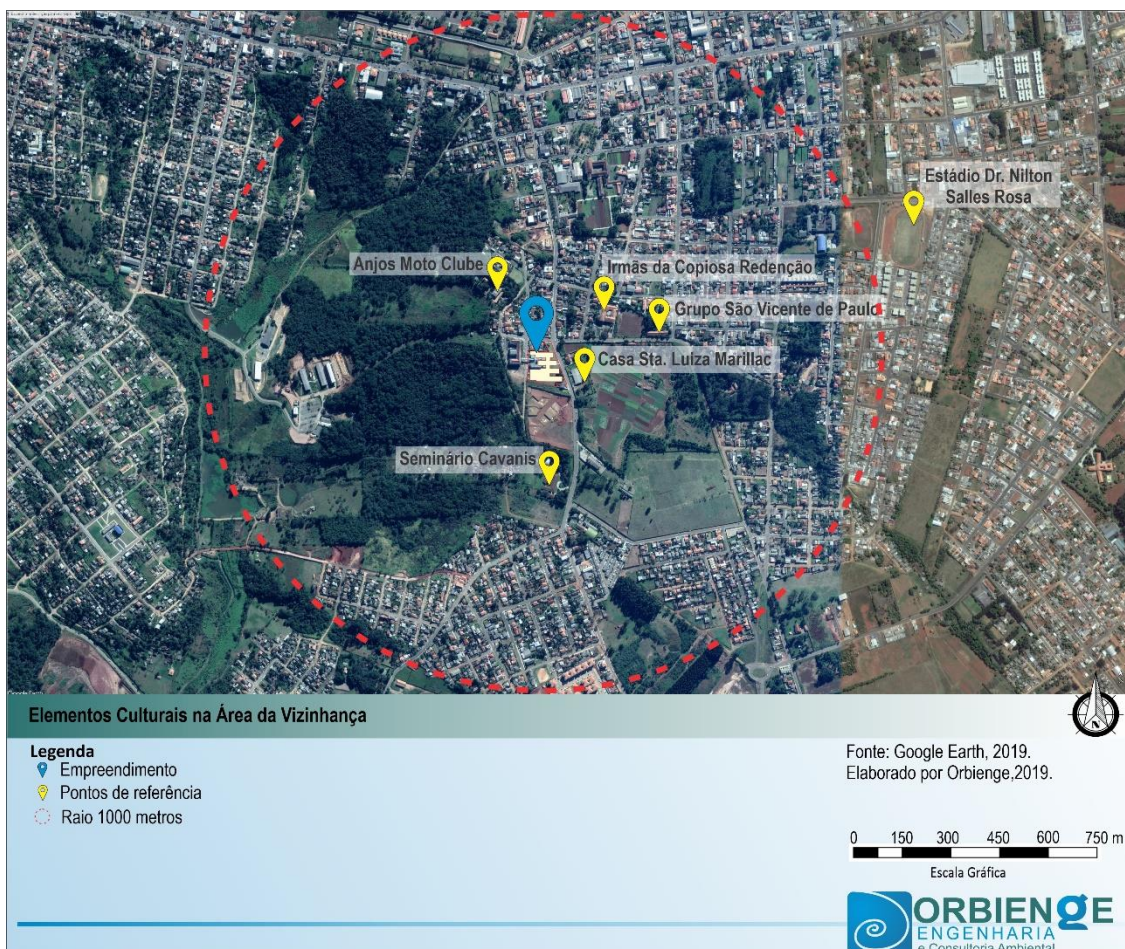 Estádio Dr. Nilton
Salles Rosa
Anjos Moto Clube
Irmãs da Copiosa Redenção
Grupo São Vicente de Paulo
Casa Sta. Luiza Marillac
Seminário Cavanis
Google Earth
Elementos Culturais na Área da Vizinhança
N
Legenda
Empreendimento
Pontos de referência
Raio 1000 metros
Fonte: Google Earth, 2019.
Elaborado por Orbienge,2019.
0 150 300 450 600 750 m
Escala Gráfica
ORBIENGE
ENGENHARIA
e Consultoria Ambiental